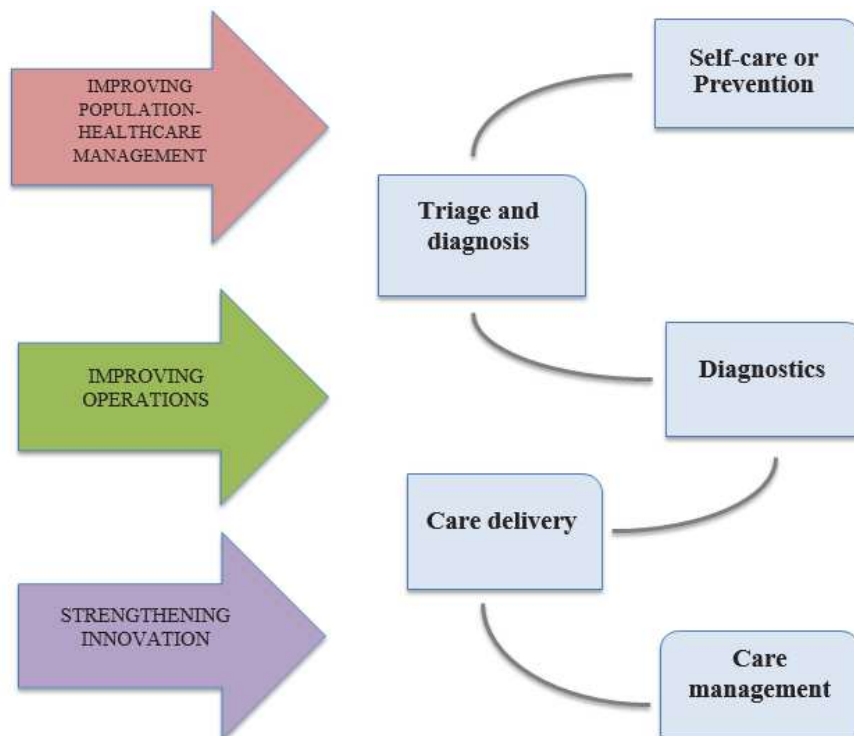 IMPROVING
POPULATION-
HEALTHCARE
MANAGEMENT
Self-care or
Prevention
Triage and
diagnosis
IMPROVING
OPERATIONS
Diagnostics
Care delivery
STRENGTHENING
INNOVATION
Care
management